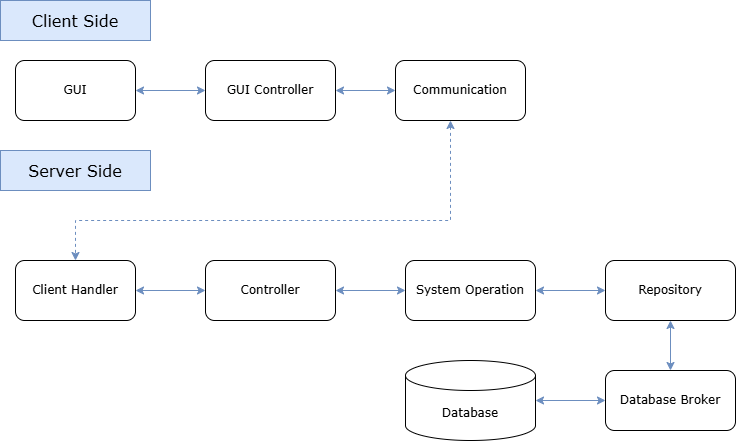 Client Side
GUI
GUI Controller
Communication
Server Side
Client Handler
Controller
System Operation
Repository
Database
Database Broker